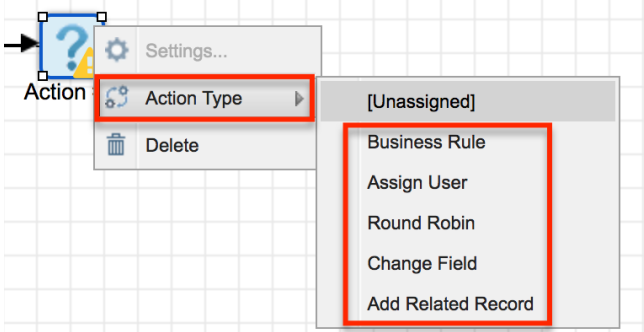 Settings...
Action
Action Type
[Unassigned]
Delete
Business Rule
Assign User
Round Robin
Change Field
Add Related Record